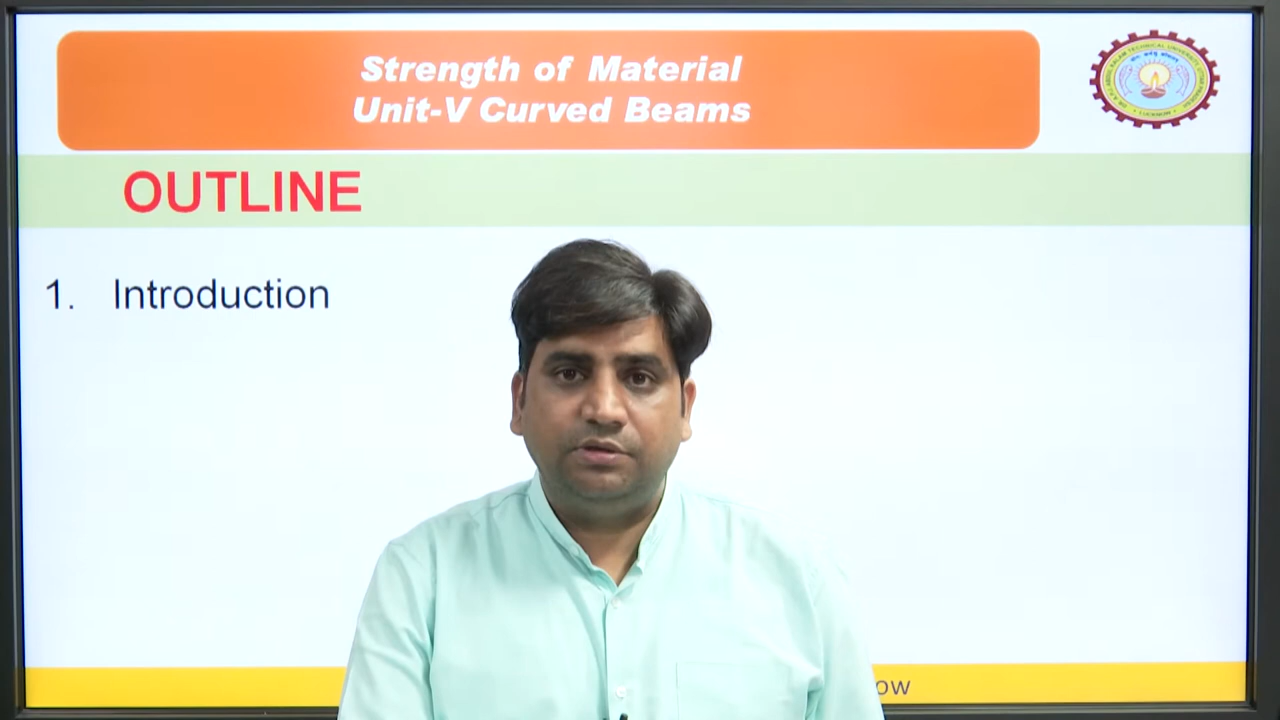 Strength of Material
Unit-V Curved Beams
OUTLINE
1. Introduction
ow